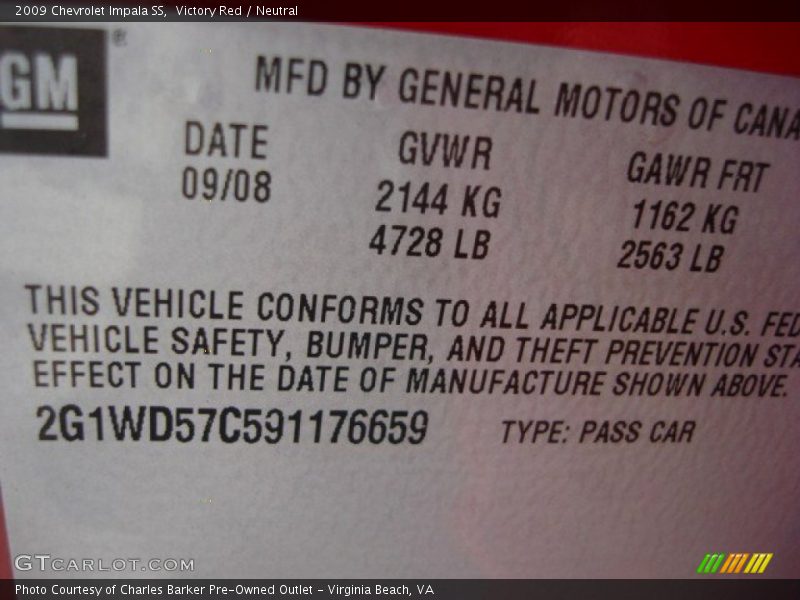 2009 Chevrolet Impala SS, Victory Red / Neutral
GM ®
MFD BY GENERAL MOTORS OF CANA
DATE GVWR GAWR FRT
09/08 2144 KG 1162 KG
4728 LB 2563 LB
THIS VEHICLE CONFORMS TO ALL APPLICABLE U.S. FED
VEHICLE SAFETY, BUMPER, AND THEFT PREVENTION STA
EFFECT ON THE DATE OF MANUFACTURE SHOWN ABOVE.
2G1WD57C591176659 TYPE: PASS CAR
GTCARLOT.COM
Photo Courtesy of Charles Barker Pre-Owned Outlet - Virginia Beach, VA